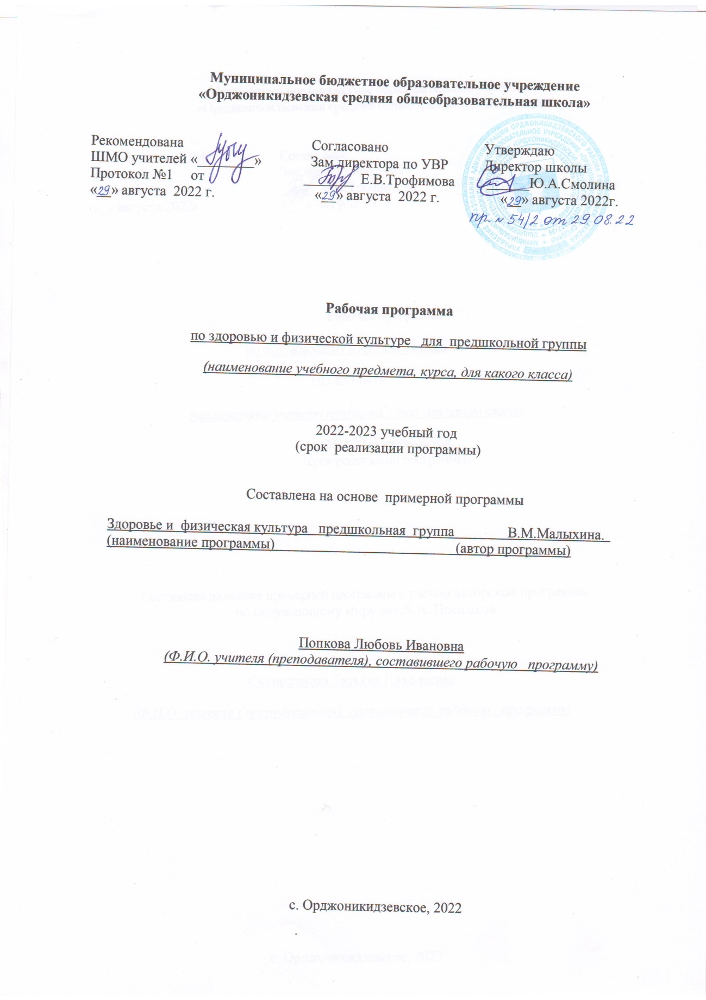 Муниципальное бюджетное образовательное учреждение
«Орджоникидзевская средняя общеобразовательная школа»
Рекомендована
ШМО учителей «________»
Протокол №1 от
«29» августа 2022 г.
Согласовано
Зам директора по УВР
_______ Е.В.Трофимова
«29» августа 2022 г.
Утверждаю
Директор школы
______Ю.А.Смолина
«29» августа 2022г.
пр. № 54/2 от 29.08.22
Рабочая программа
по здоровью и физической культуре для предшкольной группы
(наименование учебного предмета, курса, для какого класса)
2022-2023 учебный год
(срок реализации программы)
Составлена на основе примерной программы
Здоровье и физическая культура предшкольная группа В.М.Малыхина.
(наименование программы) (автор программы)
Попкова Любовь Ивановна
(Ф.И.О. учителя (преподавателя), составившего рабочую программу)
с. Орджоникидзевское, 2022